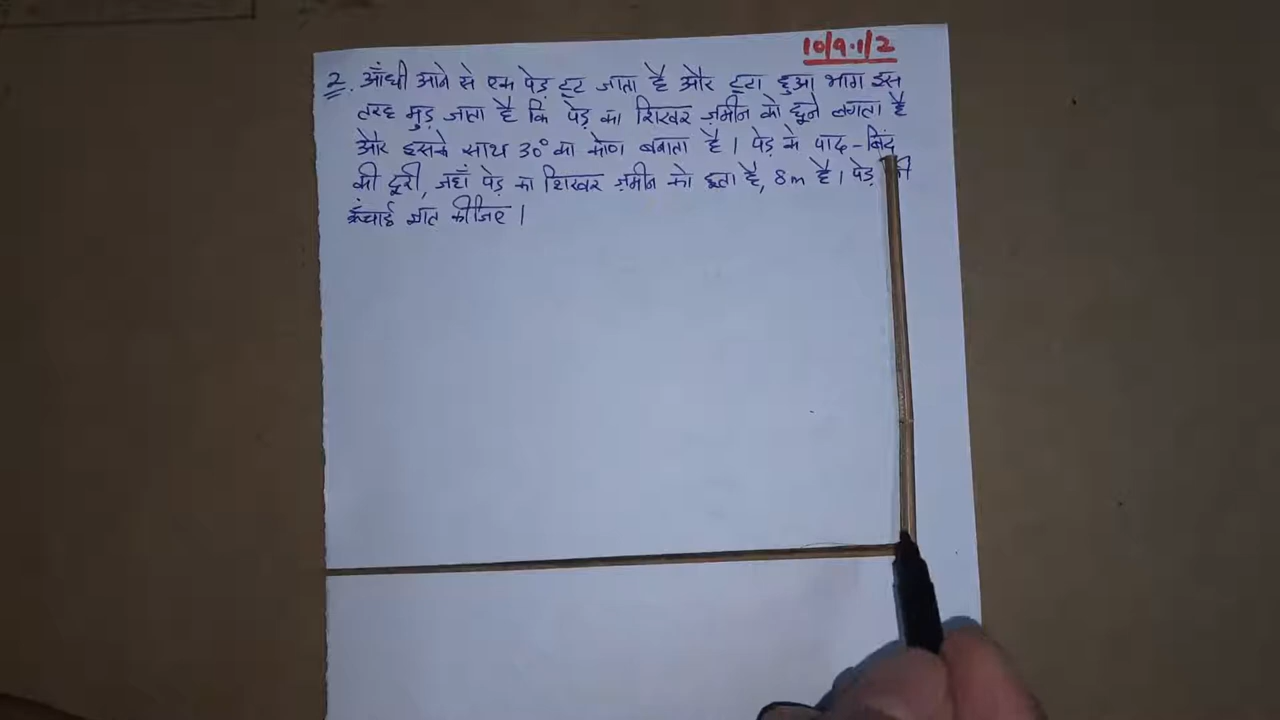 10/9.1/2
2. आँधी आने से एक पेड़ टूट जाता है और टूटा हुआ भाग इस
तरह मुड़ जाता है कि पेड़ का शिखर ज़मीन को छूने लगता है
और इसके साथ 30° का कोण बनाता है। पेड़ के पाद-बिंदु
की दूरी, जहाँ पेड़ का शिखर ज़मीन को छूता है, 8m है। पेड़ की
ऊँचाई ज्ञात कीजिए।